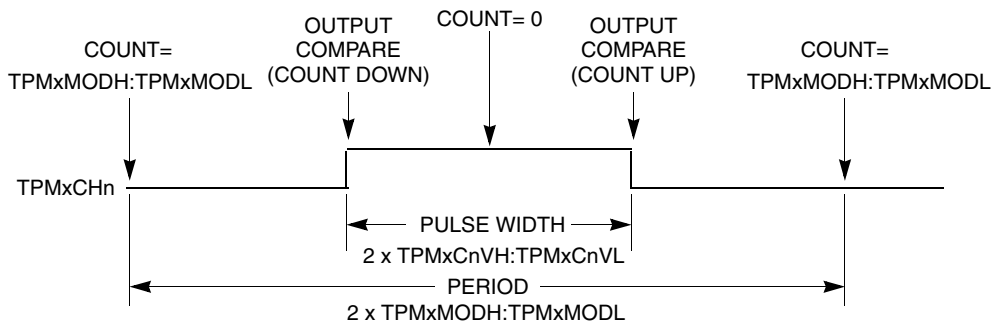 COUNT= 0
OUTPUT
COMPARE
(COUNT DOWN)
OUTPUT
COMPARE
(COUNT UP)
COUNT=
TPMxMODH:TPMxMODL
COUNT=
TPMxMODH:TPMxMODL
TPMxCHn
PULSE WIDTH
2 x TPMxCnVH:TPMxCnVL
PERIOD
2 x TPMxMODH:TPMxMODL